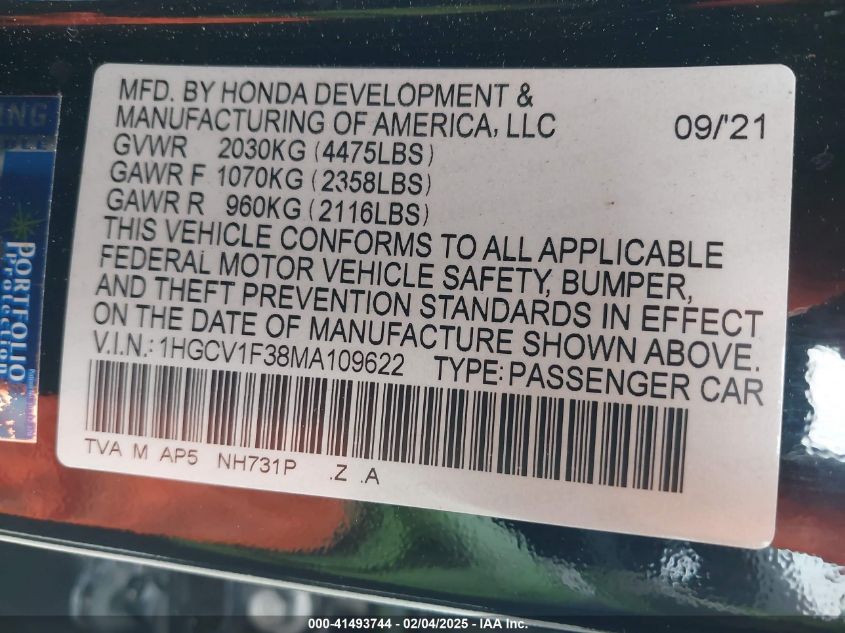 MFD. BY HONDA DEVELOPMENT &
MANUFACTURING OF AMERICA, LLC 09/'21
GVWR 2030KG (4475LBS)
GAWR F 1070KG (2358LBS)
GAWR R 960KG (2116LBS)
THIS VEHICLE CONFORMS TO ALL APPLICABLE
FEDERAL MOTOR VEHICLE SAFETY, BUMPER,
AND THEFT PREVENTION STANDARDS IN EFFECT
ON THE DATE OF MANUFACTURE SHOWN ABOVE.
V.I.N.: 1HGCV1F38MA109622 TYPE: PASSENGER CAR
TVA M AP5 NH731P .Z .A
PORTFOLIO
Protection
000-41493744 - 02/04/2025 - IAA Inc.